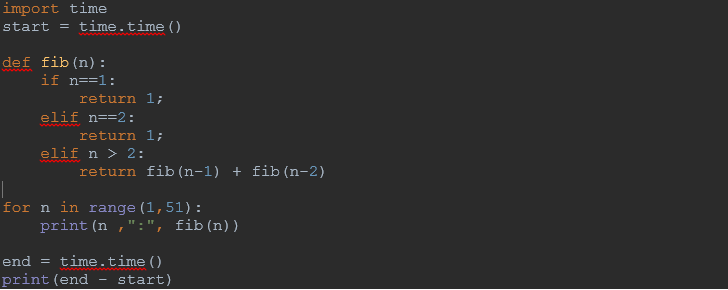 import time
start = time.time()
def fib(n):
    if n==1:
        return 1;
    elif n==2:
        return 1;
    elif n > 2:
        return fib(n-1) + fib(n-2)
for n in range(1,51):
    print(n ,":", fib(n))
end = time.time()
print(end - start)